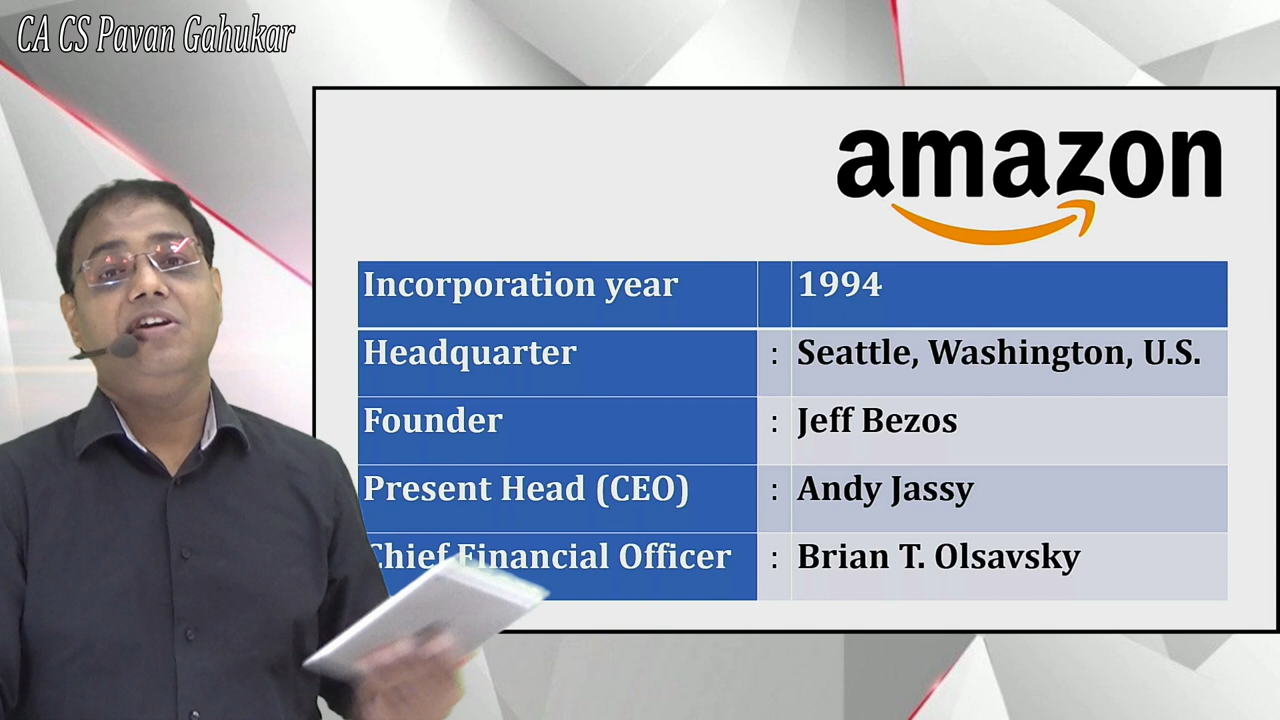 CA CS Pavan Gahukar
amazon
Incorporation year 1994
Headquarter : Seattle, Washington, U.S.
Founder : Jeff Bezos
Present Head (CEO) : Andy Jassy
Chief Financial Officer : Brian T. Olsavsky